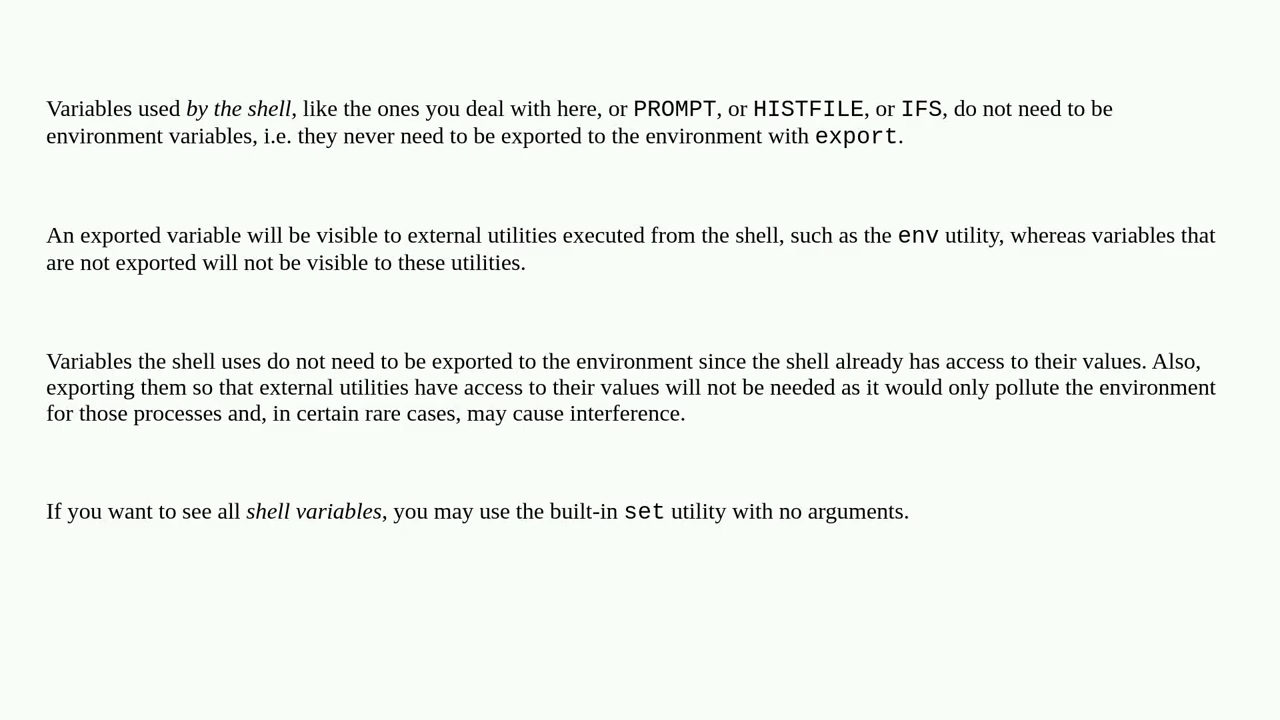 Variables used by the shell, like the ones you deal with here, or PROMPT, or HISTFILE, or IFS, do not need to be
environment variables, i.e. they never need to be exported to the environment with export.
An exported variable will be visible to external utilities executed from the shell, such as the env utility, whereas variables that
are not exported will not be visible to these utilities.
Variables the shell uses do not need to be exported to the environment since the shell already has access to their values. Also,
exporting them so that external utilities have access to their values will not be needed as it would only pollute the environment
for those processes and, in certain rare cases, may cause interference.
If you want to see all shell variables, you may use the built-in set utility with no arguments.